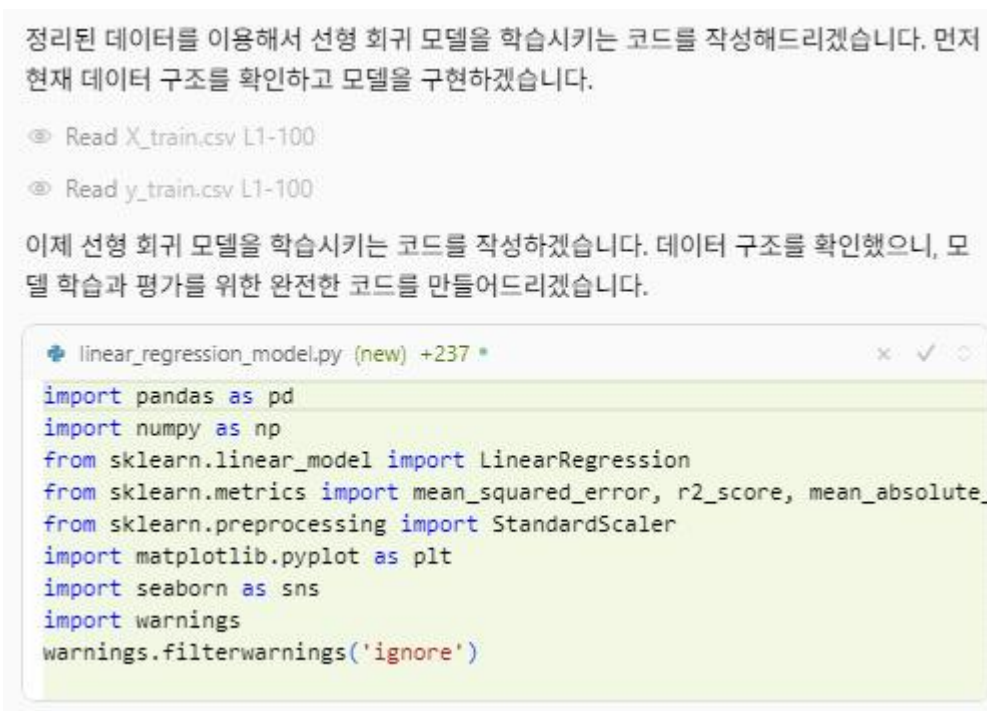 정리된 데이터를 이용해서 선형 회귀 모델을 학습시키는 코드를 작성해드리겠습니다. 먼저
현재 데이터 구조를 확인하고 모델을 구현하겠습니다.
Read X_train.csv L1-100
Read y_train.csv L1-100
이제 선형 회귀 모델을 학습시키는 코드를 작성하겠습니다. 데이터 구조를 확인했으니, 모
델 학습과 평가를 위한 완전한 코드를 만들어드리겠습니다.
linear_regression_model.py (new) +237
import pandas as pd
import numpy as np
from sklearn.linear_model import LinearRegression
from sklearn.metrics import mean_squared_error, r2_score, mean_absolute_
from sklearn.preprocessing import StandardScaler
import matplotlib.pyplot as plt
import seaborn as sns
import warnings
warnings.filterwarnings('ignore')